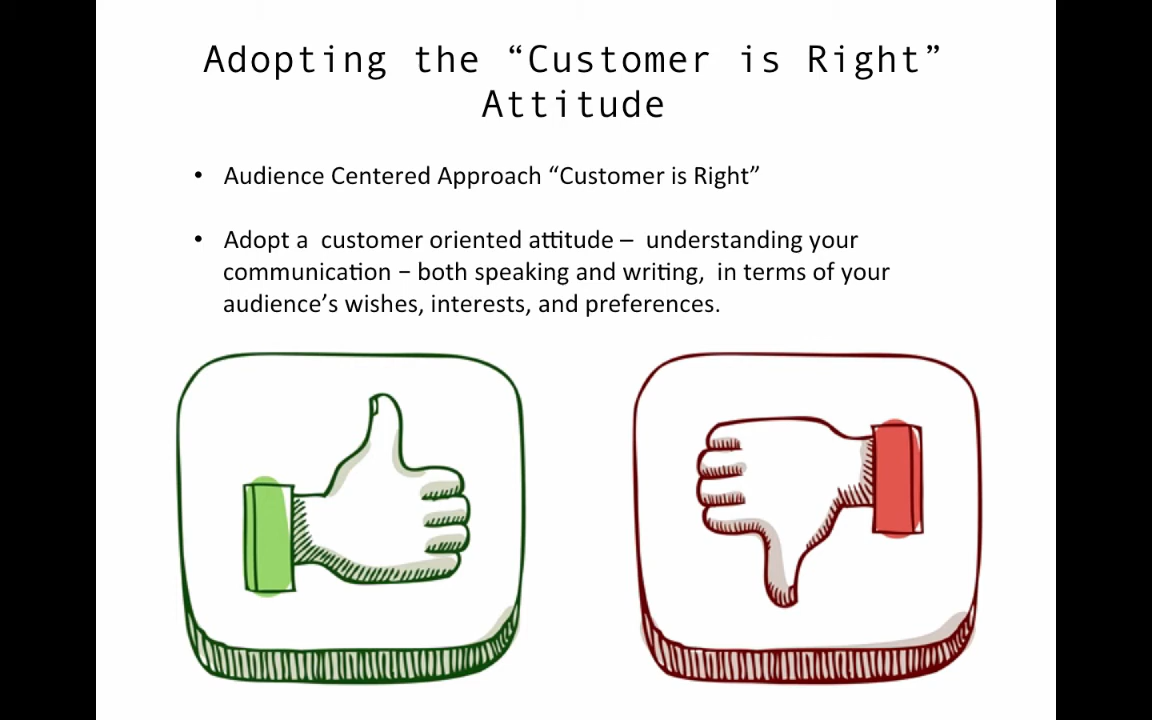 Adopting the “Customer is Right”
Attitude
• Audience Centered Approach “Customer is Right”
• Adopt a  customer oriented attitude –  understanding your
communication – both speaking and writing,  in terms of your
audience’s wishes, interests, and preferences.